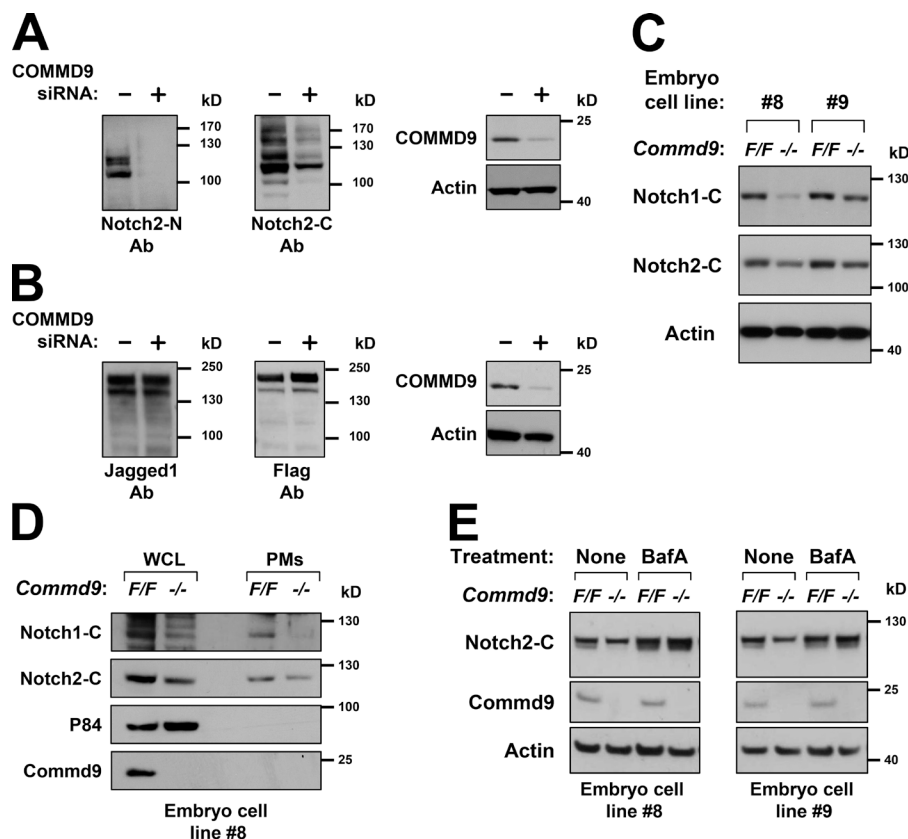 A
COMMD9
siRNA: – + kD
170
130
100
Notch2-N
Ab
– + kD
170
130
100
Notch2-C
Ab
– + kD
COMMD9
25
Actin
40
B
COMMD9
siRNA: – + kD
250
130
100
Jagged1
Ab
– + kD
250
130
100
Flag
Ab
– + kD
COMMD9
25
Actin
40
C
Embryo
cell line: #8 #9
Commd9: F/F -/- F/F -/- kD
Notch1-C
130
Notch2-C
130
100
Actin
40
D
WCL PMs
Commd9: F/F -/- F/F -/- kD
Notch1-C
130
Notch2-C
130
P84
100
Commd9
25
Embryo cell
line #8
E
Treatment: None BafA None BafA
Commd9: F/F -/- F/F -/- F/F -/- F/F -/- kD
Notch2-C
130
Commd9
25
Actin
40
Embryo cell
line #8
Embryo cell
line #9